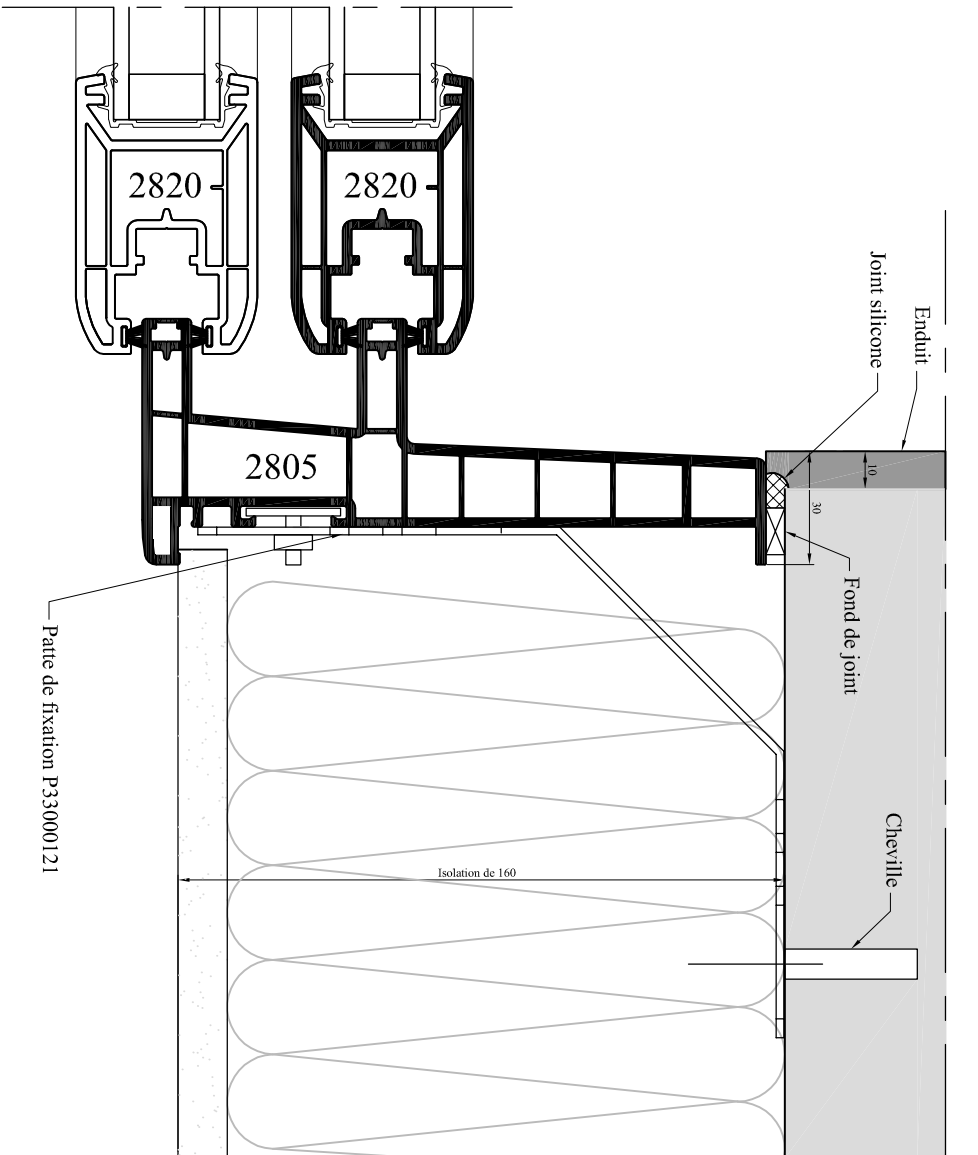 2820
2820
2805
Joint silicone
Enduit
10
30
Fond de joint
Patte de fixation P33000121
Cheville
Isolation de 160